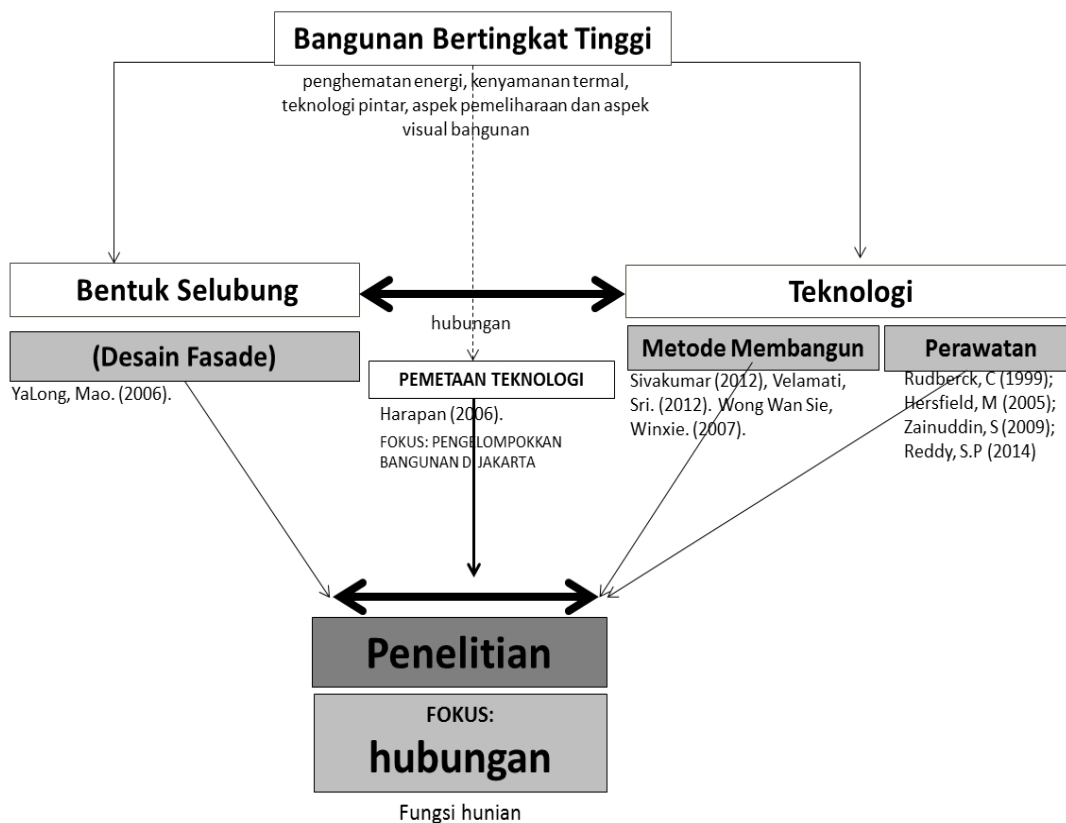 Bangunan Bertingkat Tinggi
penghematan energi, kenyamanan termal,
teknologi pintar, aspek pemeliharaan dan aspek
visual bangunan
Bentuk Selubung
(Desain Fasade)
YaLong, Mao. (2006).
hubungan
PEMETAAN TEKNOLOGI
Harapan (2006).
FOKUS: PENGELOMPOKKAN
BANGUNAN DI JAKARTA
Teknologi
Metode Membangun
Sivakumar (2012), Velamati,
Sri. (2012). Wong Wan Sie,
Winxie. (2007).
Perawatan
Rudberck, C (1999);
Hersfield, M (2005);
Zainuddin, S (2009);
Reddy, S.P (2014)
Penelitian
FOKUS:
hubungan
Fungsi hunian